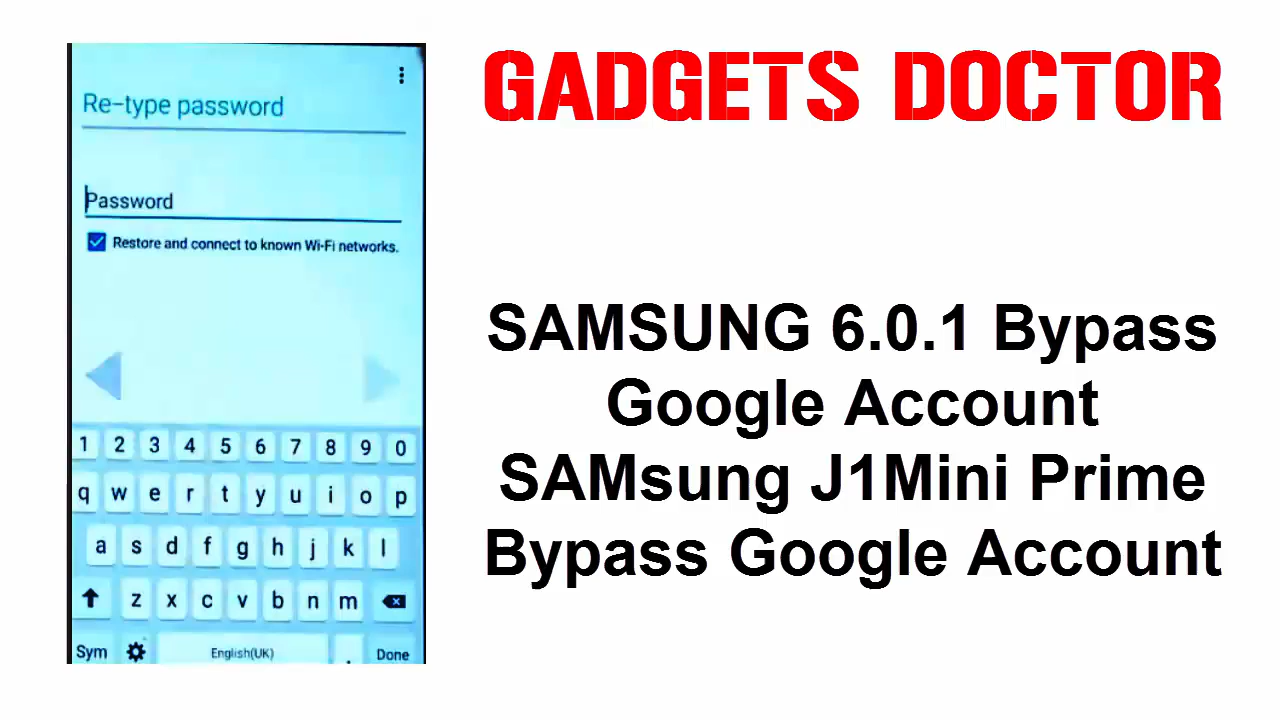 GADGETS DOCTOR
Re-type password
Password
Restore and connect to known Wi-Fi networks.
SAMSUNG 6.0.1 Bypass
Google Account
SAMsung J1Mini Prime
Bypass Google Account
1 2 3 4 5 6 7 8 9 0
q w e r t y u i o p
a s d f g h j k l
z x c v b n m
Sym English(UK) . Done